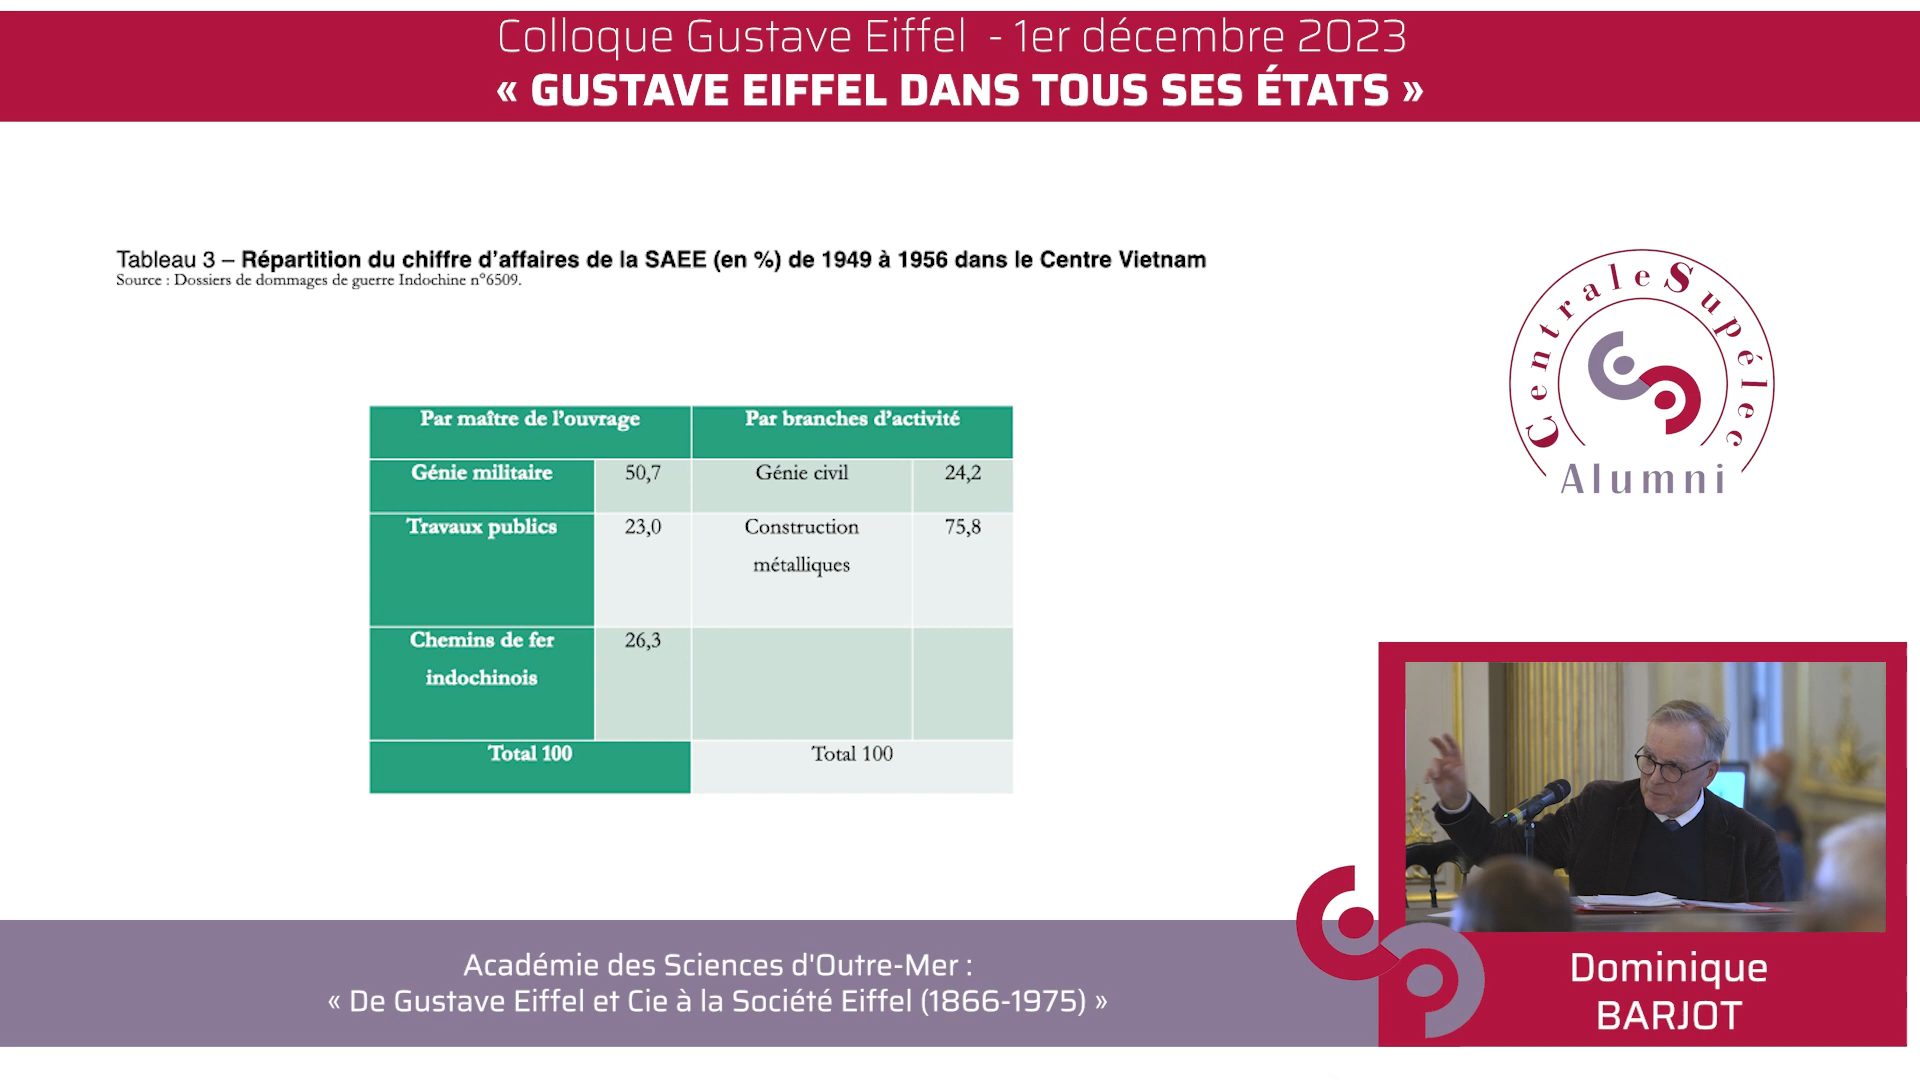 Colloque Gustave Eiffel - 1er décembre 2023
« GUSTAVE EIFFEL DANS TOUS SES ÉTATS »
Tableau 3 – Répartition du chiffre d'affaires de la SAEE (en %) de 1949 à 1956 dans le Centre Vietnam
Source : Dossiers de dommages de guerre Indochine n°6509.
CentraleSupélec
Alumni
Par maître de l'ouvrage Par branches d'activité
Génie militaire 50,7 Génie civil 24,2
Travaux publics 23,0 Construction 75,8
métalliques
Chemins de fer 26,3
indochinois
Total 100 Total 100
Académie des Sciences d'Outre-Mer :
« De Gustave Eiffel et Cie à la Société Eiffel (1866-1975) »
Dominique
BARJOT